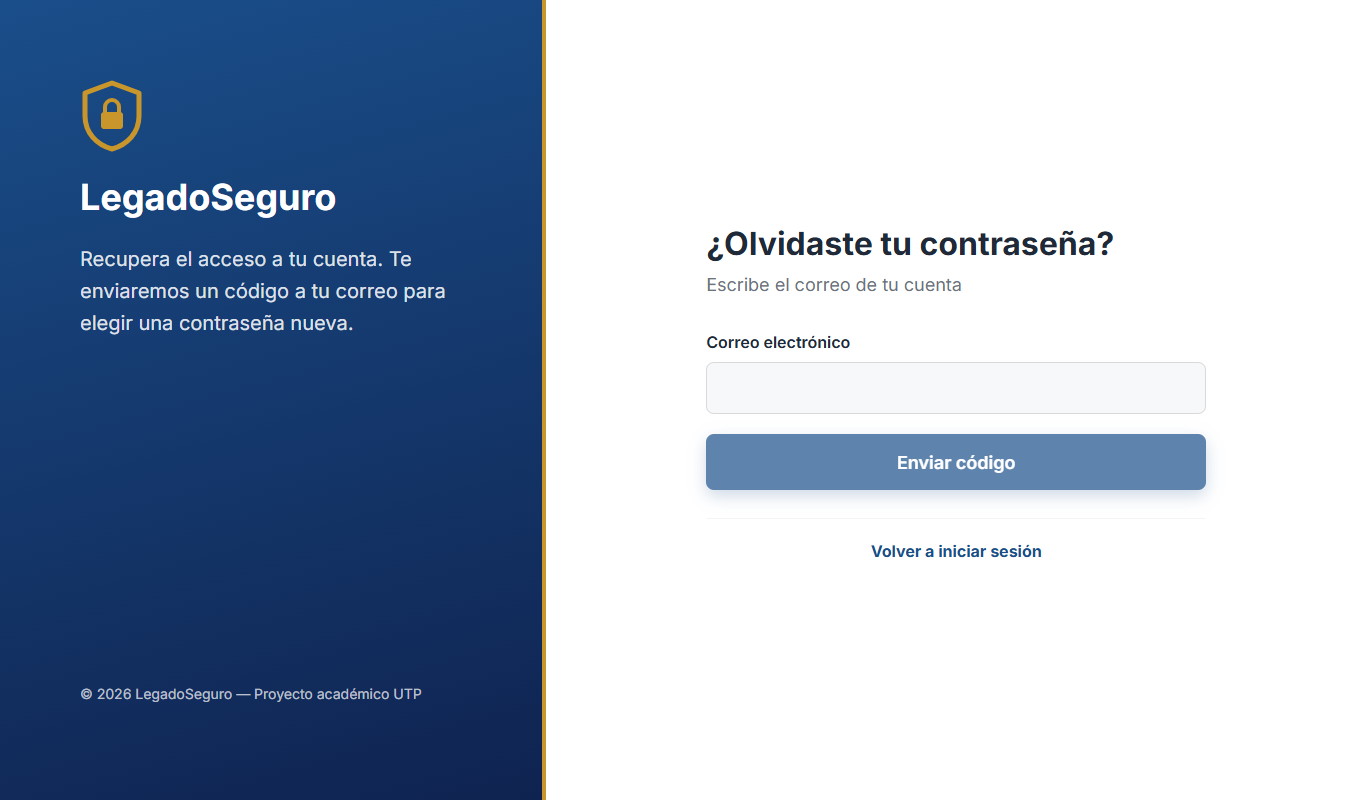 LegadoSeguro
Recupera el acceso a tu cuenta. Te
enviaremos un código a tu correo para
elegir una contraseña nueva.
© 2026 LegadoSeguro — Proyecto académico UTP
¿Olvidaste tu contraseña?
Escribe el correo de tu cuenta
Correo electrónico
Enviar código
Volver a iniciar sesión